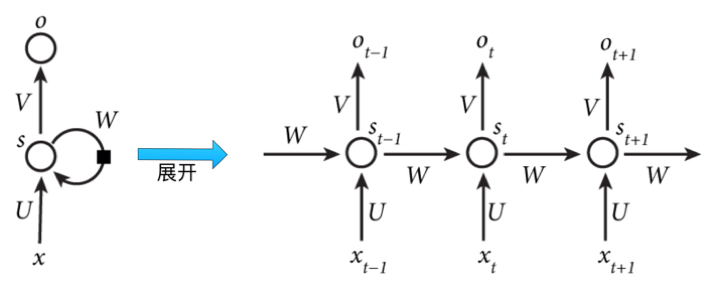 o
V
W
s
U
x
展开
o_{t-1} o_t o_{t+1}
V V V
W s_{t-1} s_t s_{t+1}
W W W
U U U
x_{t-1} x_t x_{t+1}